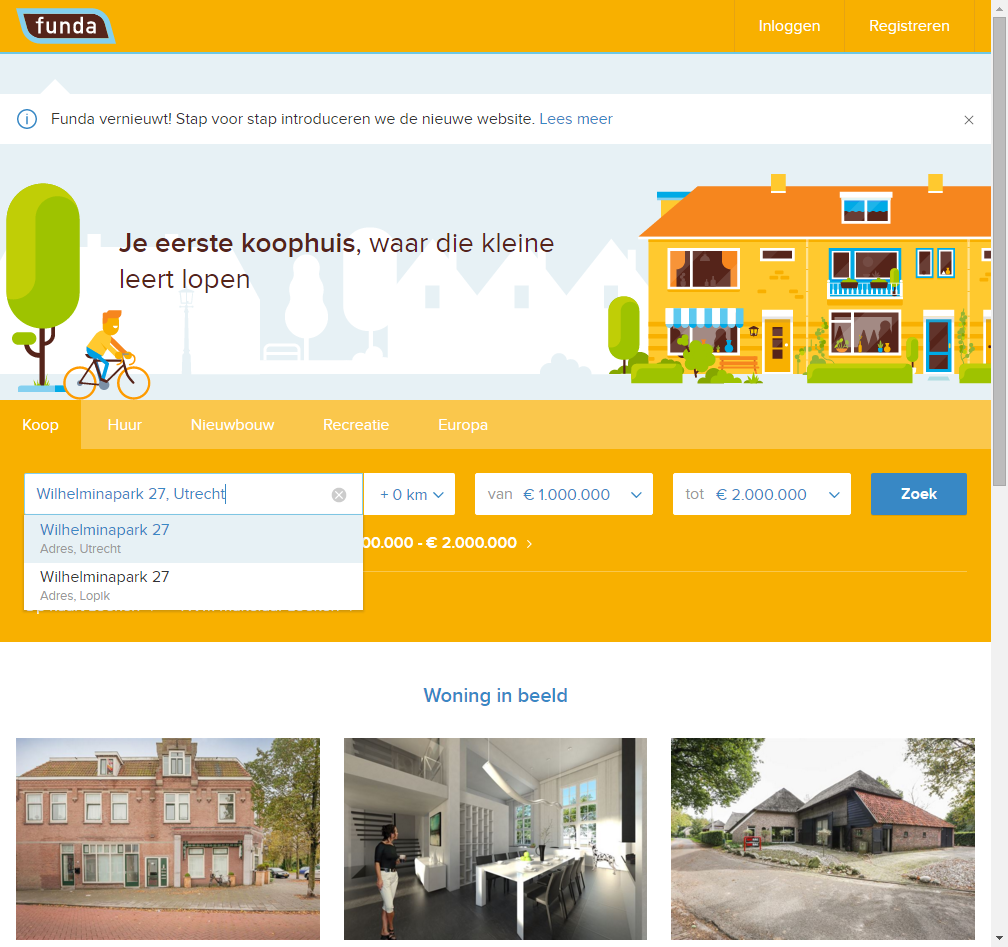 funda
Inloggen
Registreren
Funda vernieuwt! Stap voor stap introduceren we de nieuwe website. Lees meer
Je eerste koophuis, waar die kleine
leert lopen
Koop
Huur
Nieuwbouw
Recreatie
Europa
Wilhelminapark 27, Utrecht
+ 0 km
van € 1.000.000
tot € 2.000.000
Zoek
Wilhelminapark 27
Adres, Utrecht
00.000 - € 2.000.000
Wilhelminapark 27
Adres, Lopik
Woning in beeld